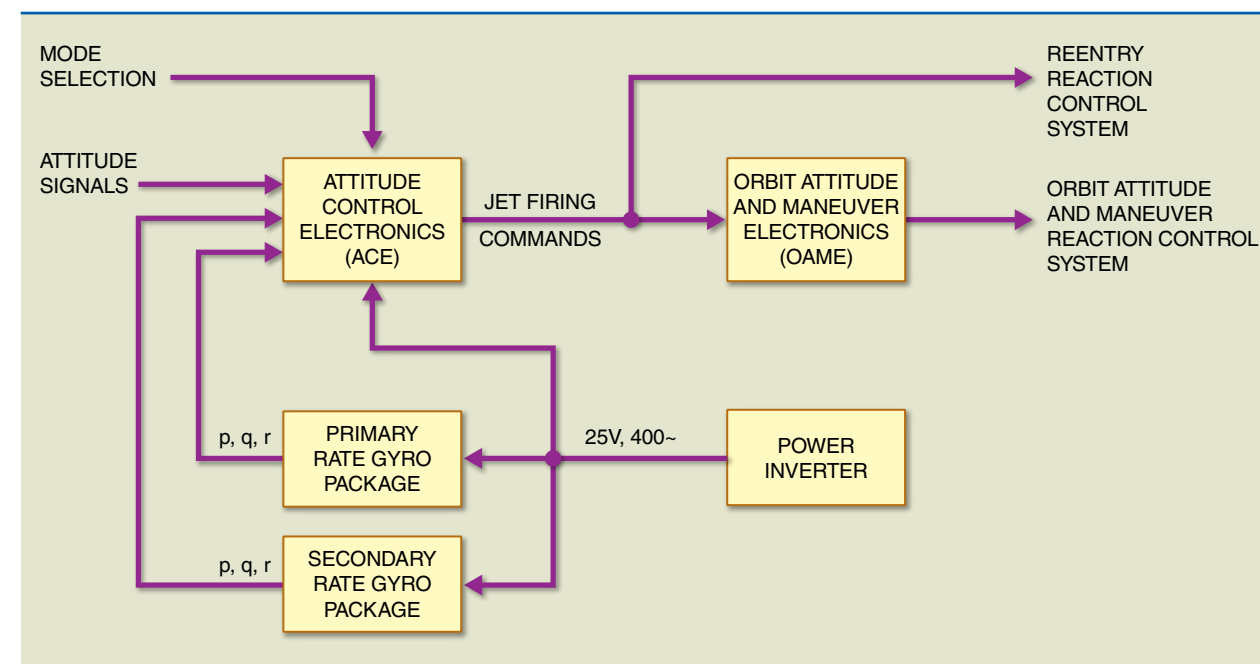 MODE
SELECTION
ATTITUDE
SIGNALS
ATTITUDE
CONTROL
ELECTRONICS
(ACE)
JET FIRING
COMMANDS
ORBIT ATTITUDE
AND MANEUVER
ELECTRONICS
(OAME)
REENTRY
REACTION
CONTROL
SYSTEM
ORBIT ATTITUDE
AND MANEUVER
REACTION CONTROL
SYSTEM
p, q, r
PRIMARY
RATE GYRO
PACKAGE
25V, 400~
POWER
INVERTER
p, q, r
SECONDARY
RATE GYRO
PACKAGE